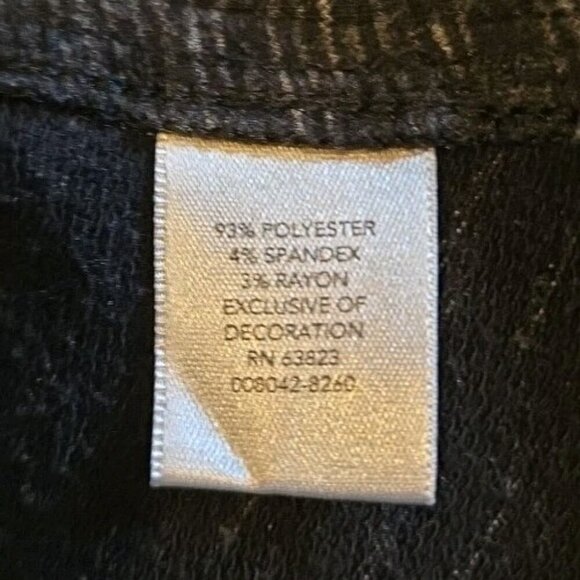 93% POLYESTER
4% SPANDEX
3% RAYON
EXCLUSIVE OF
DECORATION
RN 63823
008042-8260